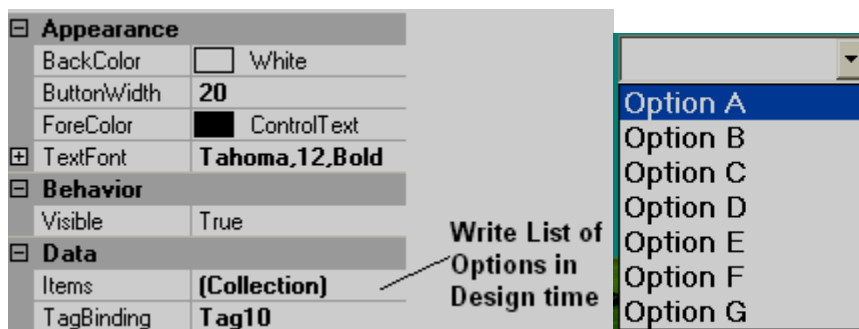 Appearance
BackColor White
ButtonWidth 20
ForeColor ControlText
TextFont Tahoma,12,Bold
Behavior
Visible True
Data
Items (Collection)
TagBinding Tag10
Write List of
Options in
Design time
Option A
Option B
Option C
Option D
Option E
Option F
Option G